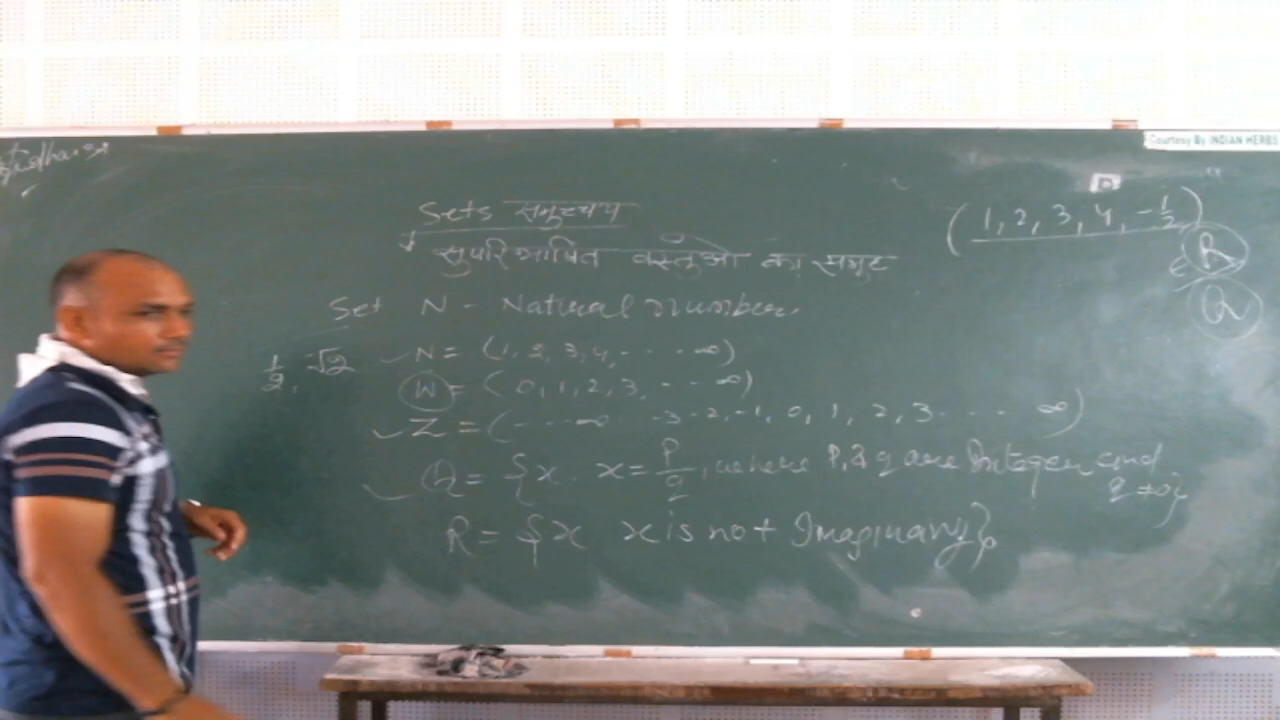 Courtesy By INDIAN HERBS
Sets समुच्चय
(1, 2, 3, 4, -1/2)
R
सुपरिभाषित वस्तुओं का समूह
Q
Set N - Natural number.
1/2, √2
N = (1, 2, 3, 4, - - - ∞)
W = ( 0, 1, 2, 3, - - - ∞)
Z = (- - - -∞ -3 -2, -1, 0, 1, 2, 3 - - - - ∞)
Q = {x. x = p/q, where P, & q are Integer and q ≠ 0}
R = {x x is not Imaginary}